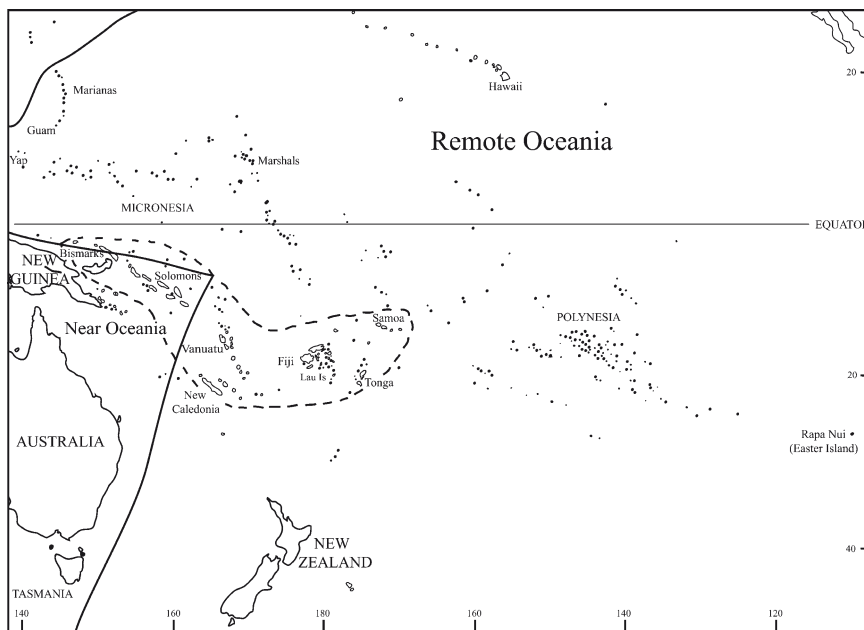 20
Hawaii
Marianas
Guam
Remote Oceania
Yap
Marshals
MICRONESIA
EQUATOR
Bismarks
NEW
GUINEA
Solomons
Near Oceania
Samoa
POLYNESIA
Vanuatu
Fiji
Lau Is
Tonga
20
New
Caledonia
AUSTRALIA
Rapa Nui
(Easter Island)
NEW
ZEALAND
40
TASMANIA
140
160
180
160
140
120